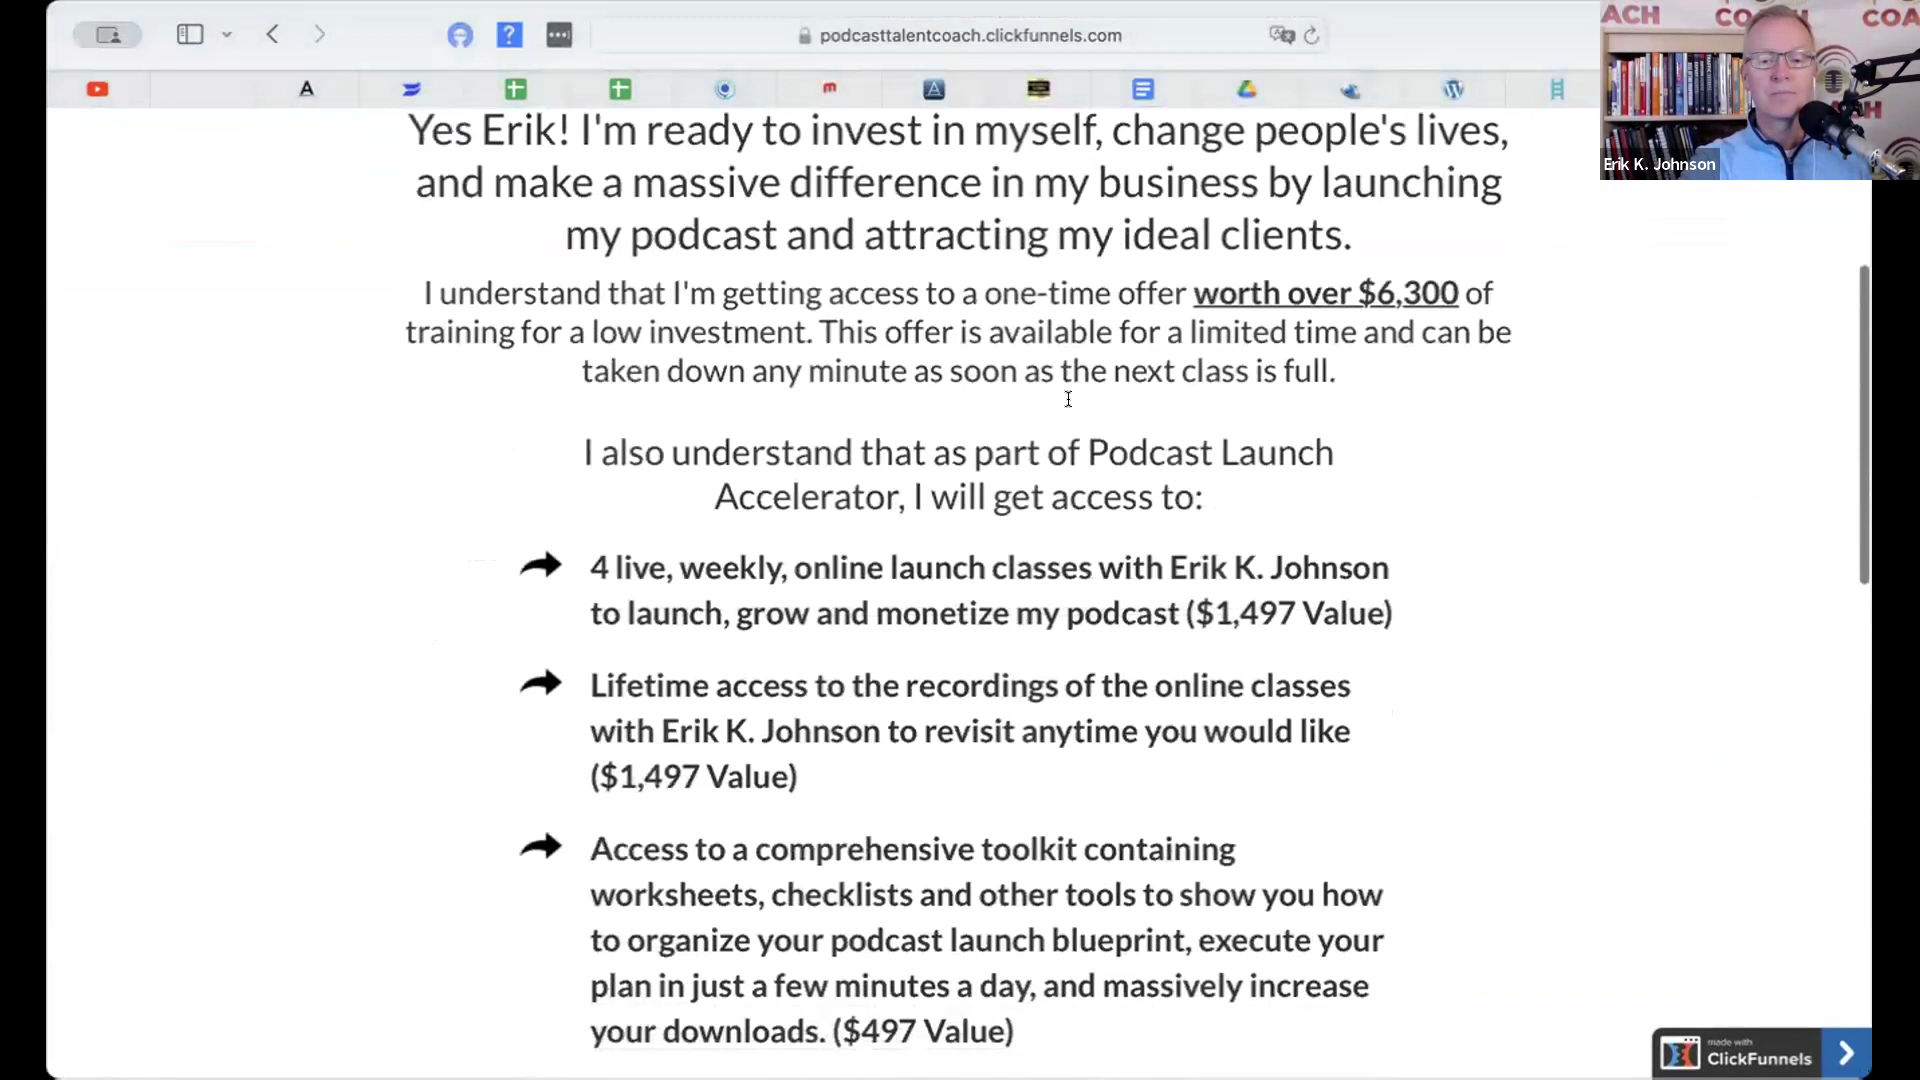 podcasttalentcoach.clickfunnels.com
ACH
COACH
COA
Erik K. Johnson
Yes Erik! I'm ready to invest in myself, change people's lives,
and make a massive difference in my business by launching
my podcast and attracting my ideal clients.
I understand that I'm getting access to a one-time offer worth over $6,300 of
training for a low investment. This offer is available for a limited time and can be
taken down any minute as soon as the next class is full.
I also understand that as part of Podcast Launch
Accelerator, I will get access to:
4 live, weekly, online launch classes with Erik K. Johnson
to launch, grow and monetize my podcast ($1,497 Value)
Lifetime access to the recordings of the online classes
with Erik K. Johnson to revisit anytime you would like
($1,497 Value)
Access to a comprehensive toolkit containing
worksheets, checklists and other tools to show you how
to organize your podcast launch blueprint, execute your
plan in just a few minutes a day, and massively increase
your downloads. ($497 Value)
made with
ClickFunnels